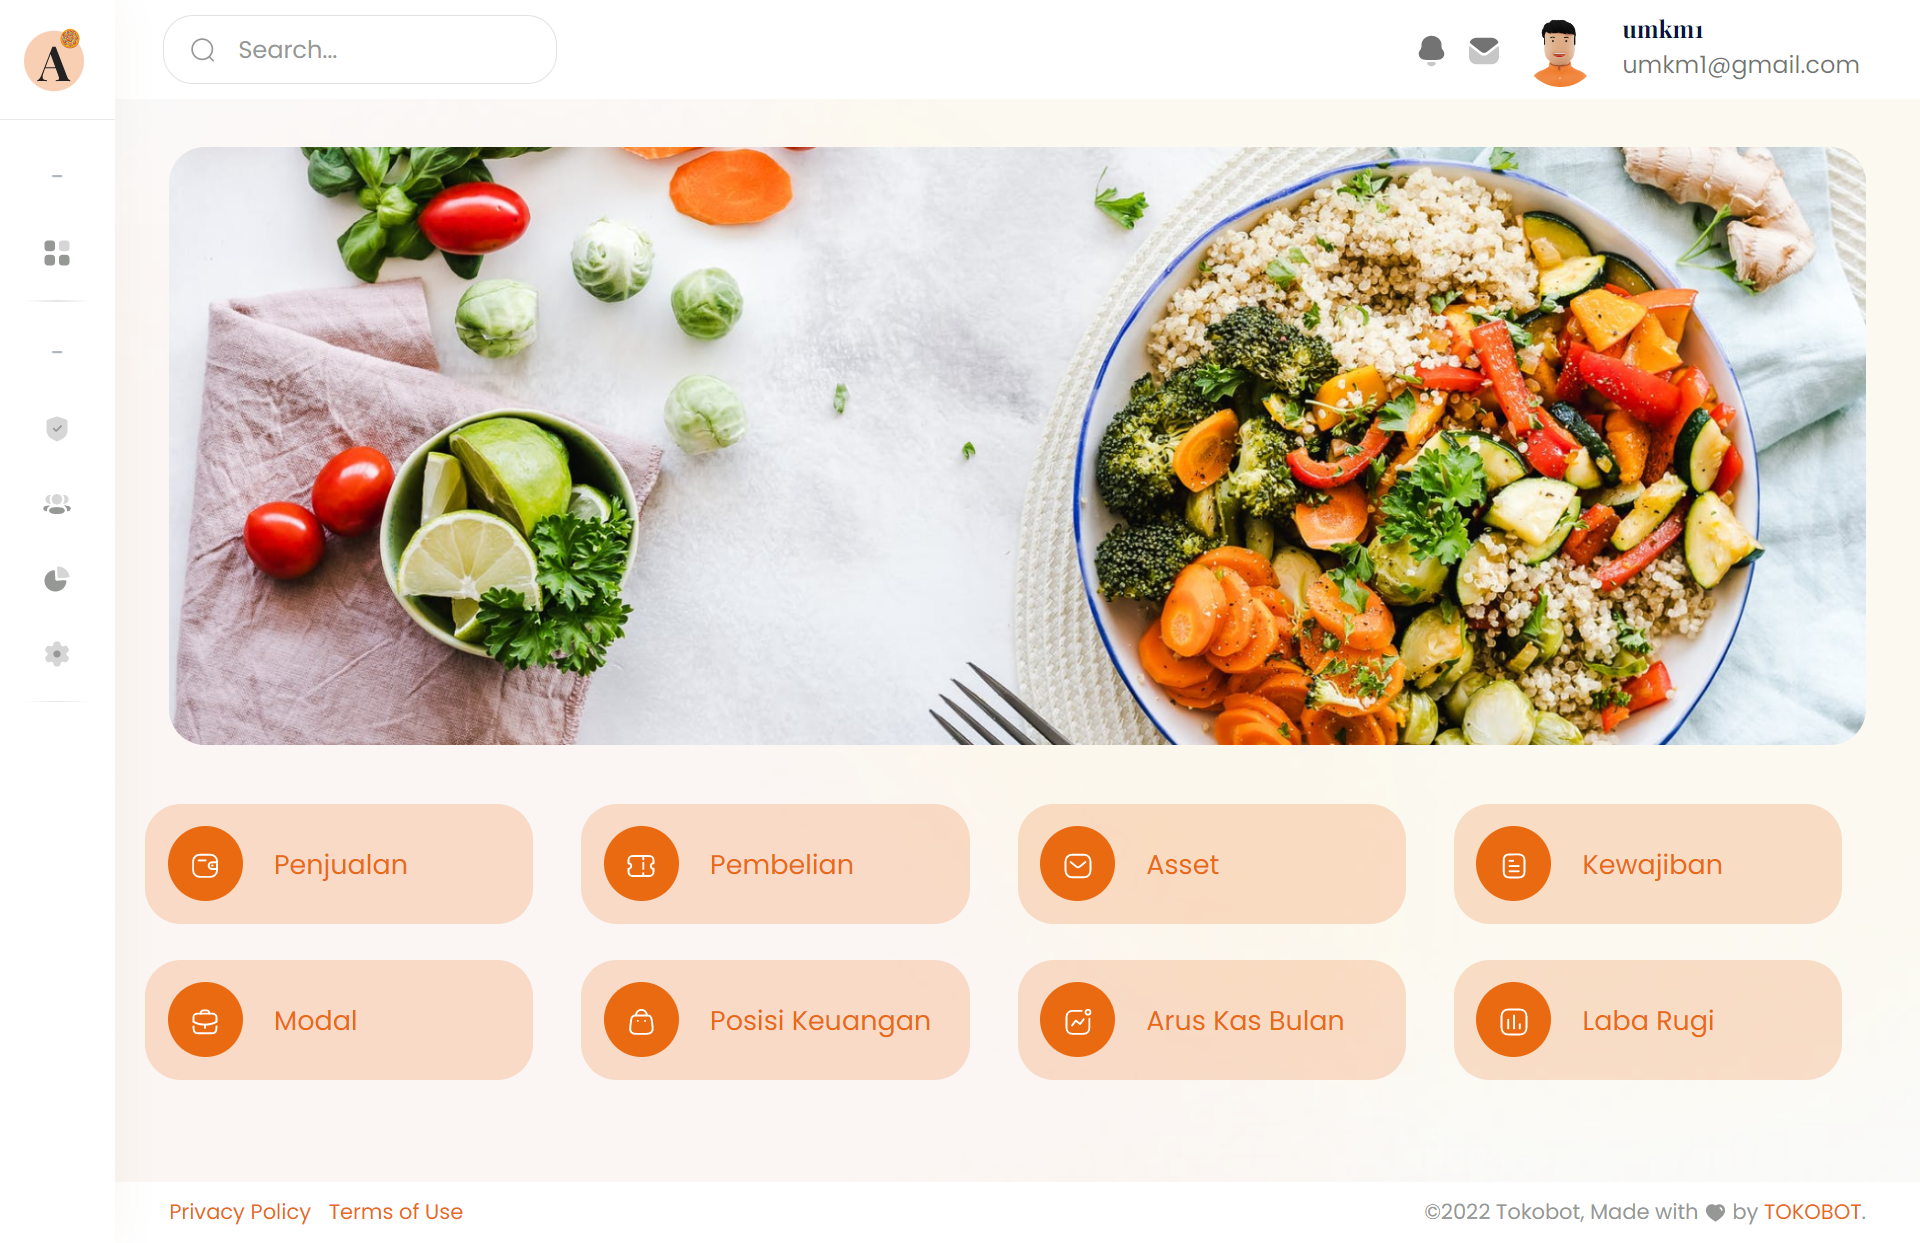 A
Search...
umkm1
umkm1@gmail.com
Penjualan
Pembelian
Asset
Kewajiban
Modal
Posisi Keuangan
Arus Kas Bulan
Laba Rugi
Privacy Policy Terms of Use
©2022 Tokobot, Made with by TOKOBOT.